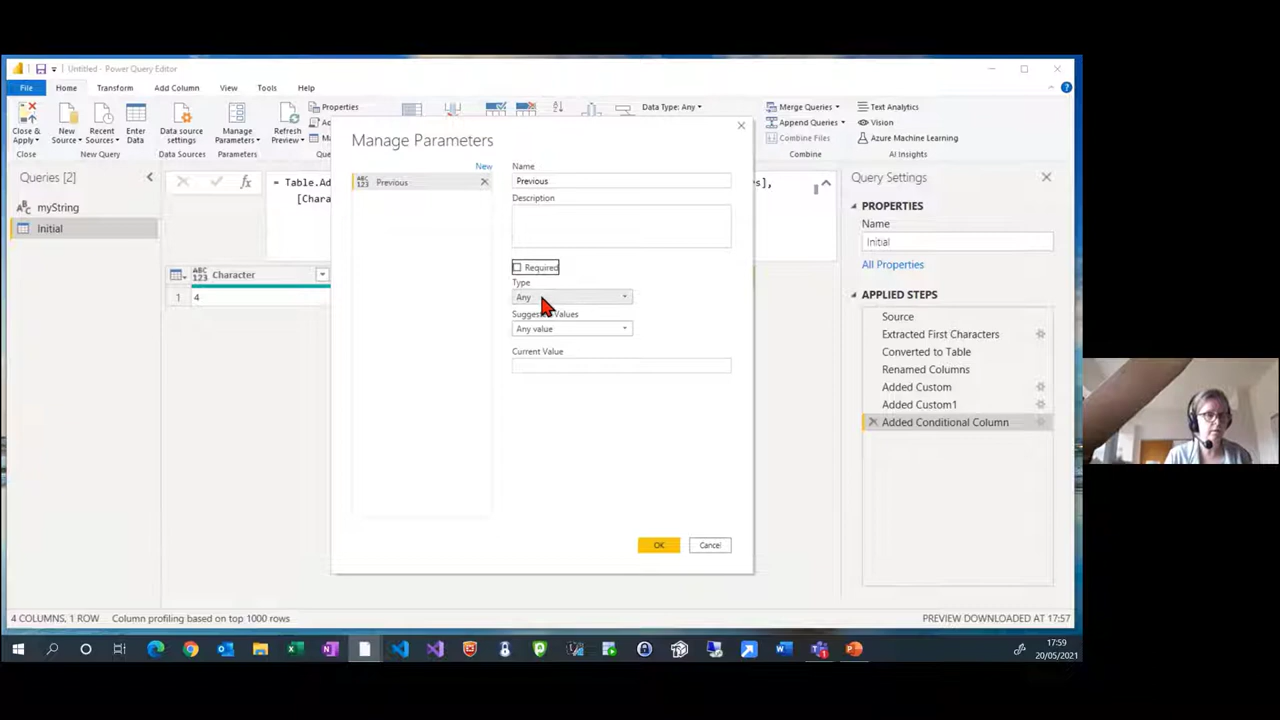 Untitled - Power Query Editor
File Home Transform Add Column View Tools Help
Close & Apply
New Source
Recent Sources
Enter Data
Data source settings
Manage Parameters
Refresh Preview
Properties
Data Type: Any
Merge Queries
Append Queries
Combine Files
Text Analytics
Vision
Azure Machine Learning
Close New Query Data Sources Parameters Combine AI Insights
Queries [2]
myString
Initial
= Table.Ad
[Chara
es],
ABC 123 Character
1 4
Manage Parameters
New
ABC 123 Previous
Name
Previous
Description
Required
Type
Any
Values
Any value
Current Value
OK Cancel
Query Settings
PROPERTIES
Name
Initial
All Properties
APPLIED STEPS
Source
Extracted First Characters
Converted to Table
Renamed Columns
Added Custom
Added Custom1
Added Conditional Column
4 COLUMNS, 1 ROW Column profiling based on top 1000 rows PREVIEW DOWNLOADED AT 17:57
17:59
20/05/2021